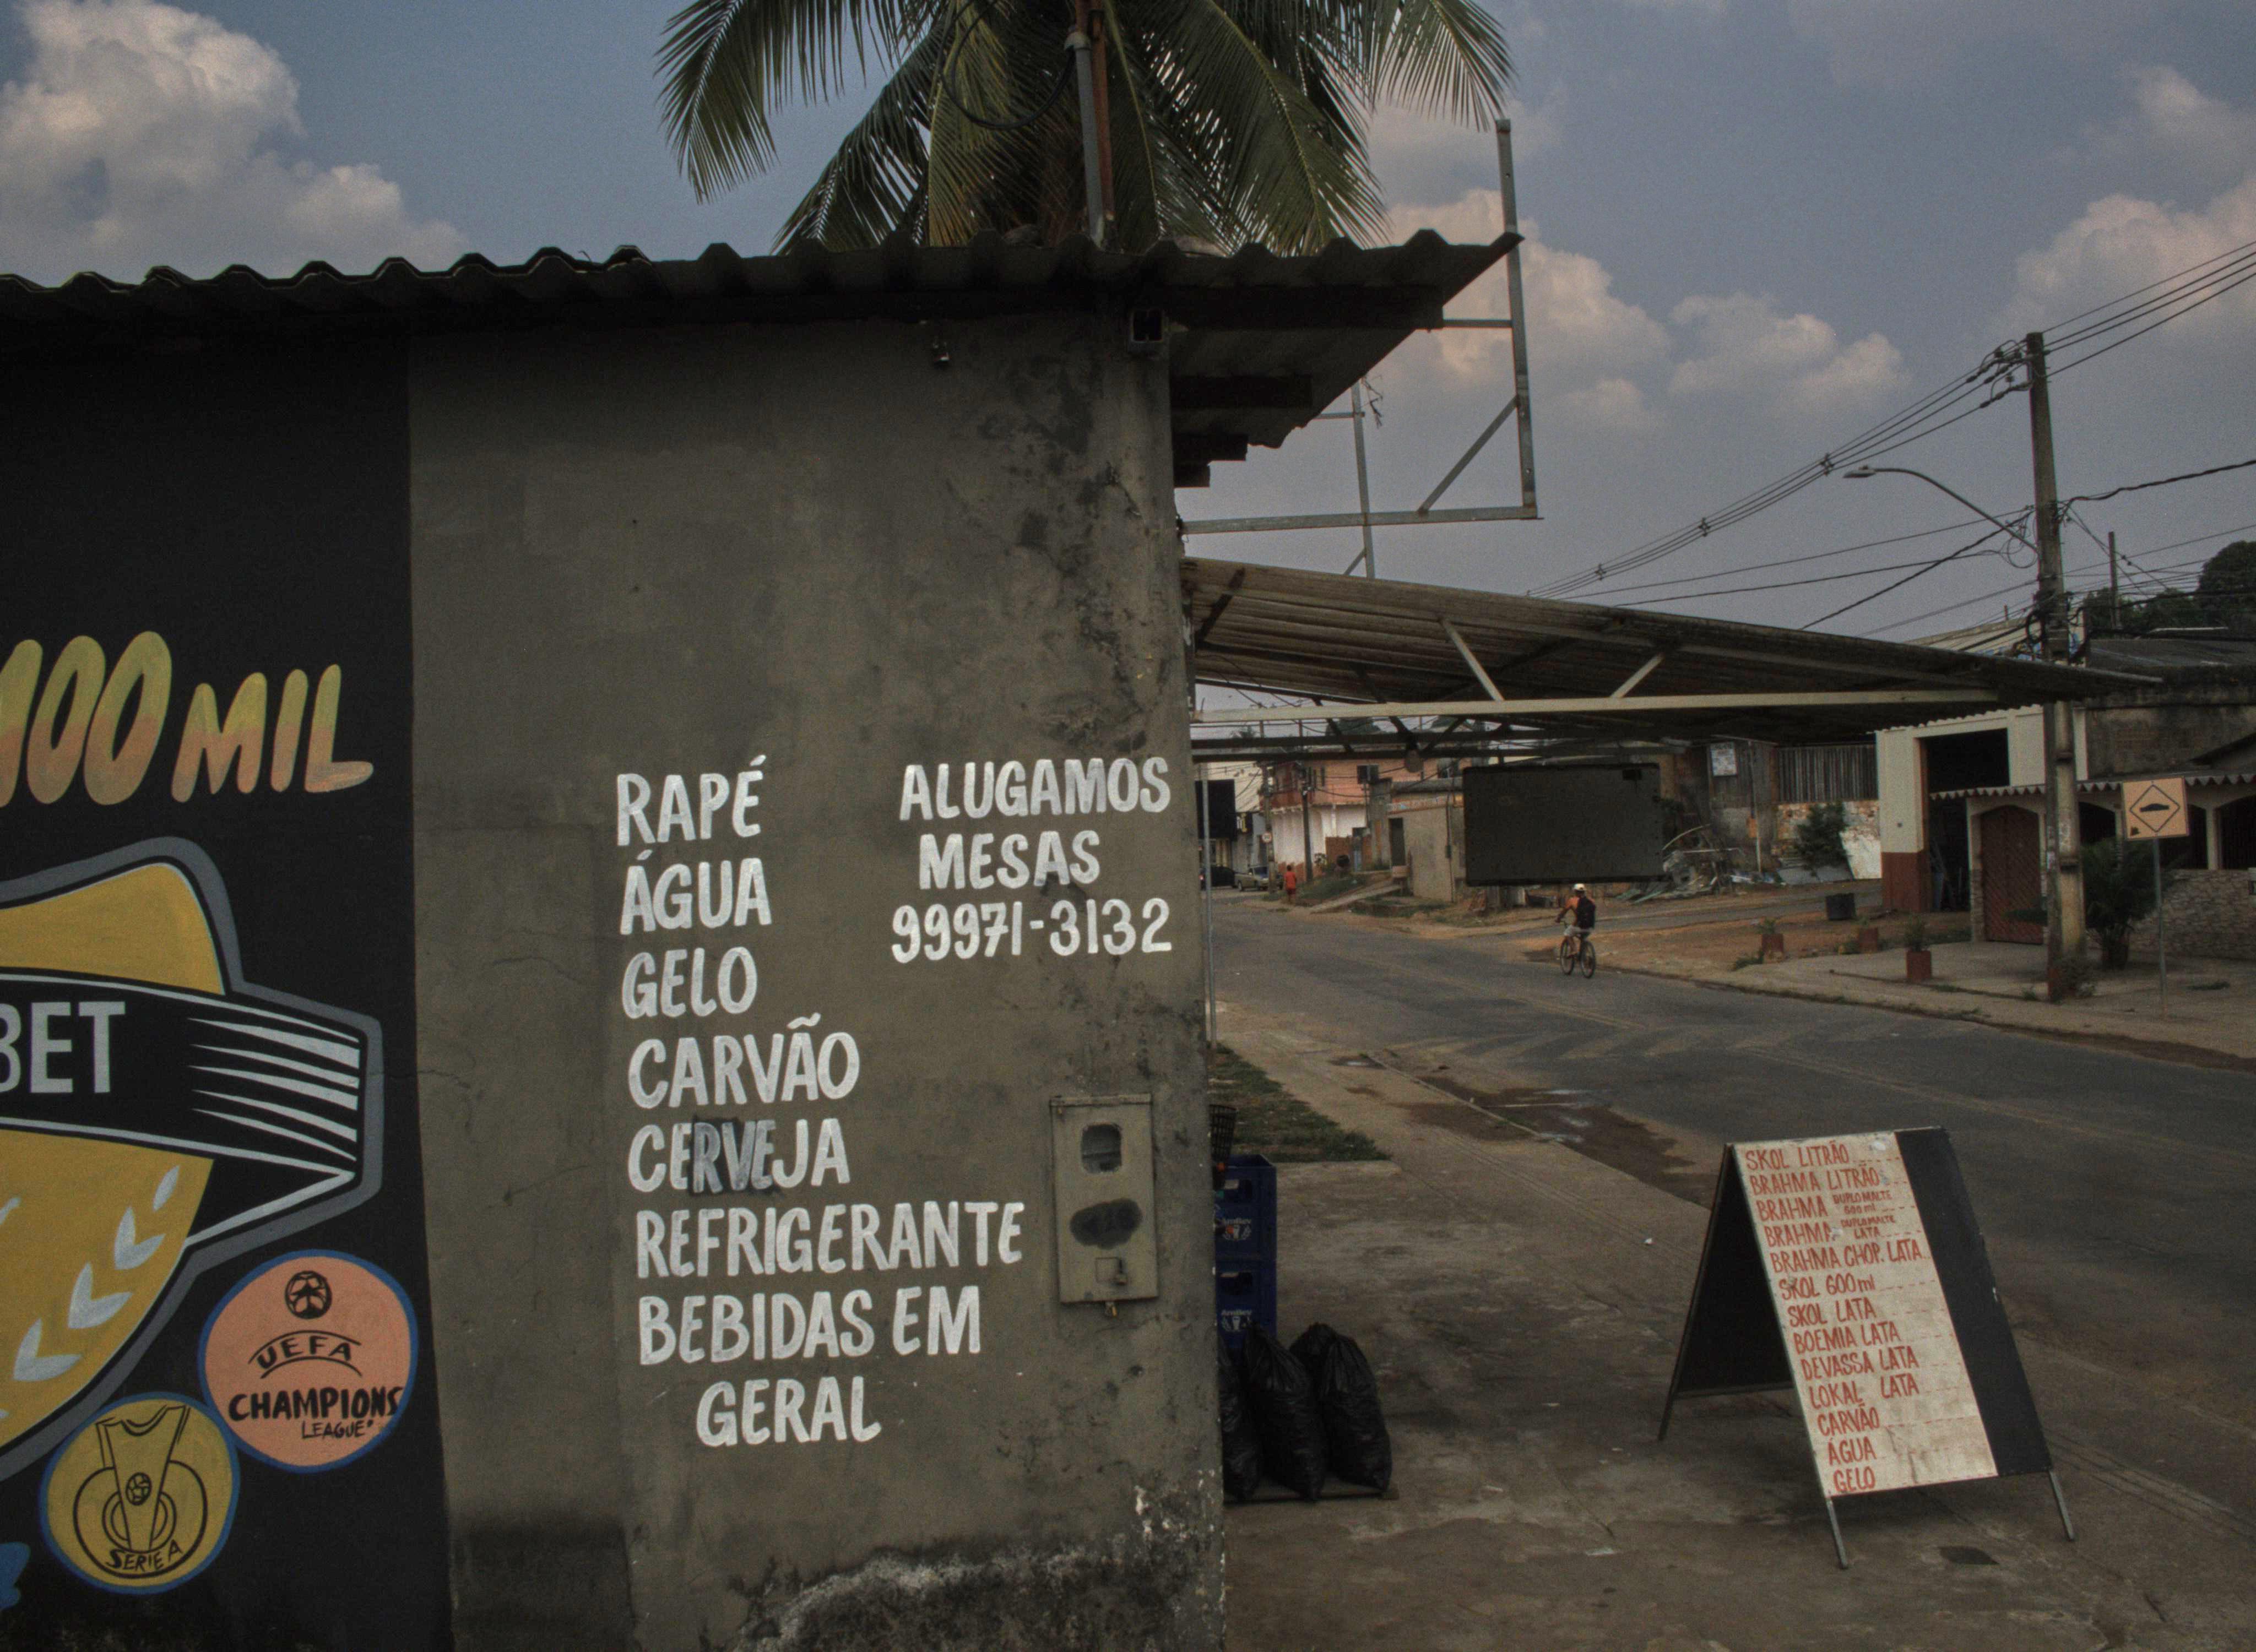 100 MIL
BET
UEFA
CHAMPIONS
LEAGUE
SERIE A
RAPÉ
ÁGUA
GELO
CARVÃO
CERVEJA
REFRIGERANTE
BEBIDAS EM
GERAL
ALUGAMOS
MESAS
99971-3132
SKOL LITRÃO
BRAHMA LITRÃO
BRAHMA DUPLO MALTE 600 ml
BRAHMA DUPLO MALTE LATA
BRAHMA CHOP. LATA
SKOL 600 ml
SKOL LATA
BOEMIA LATA
DEVASSA LATA
LOKAL LATA
CARVÃO
ÁGUA
GELO